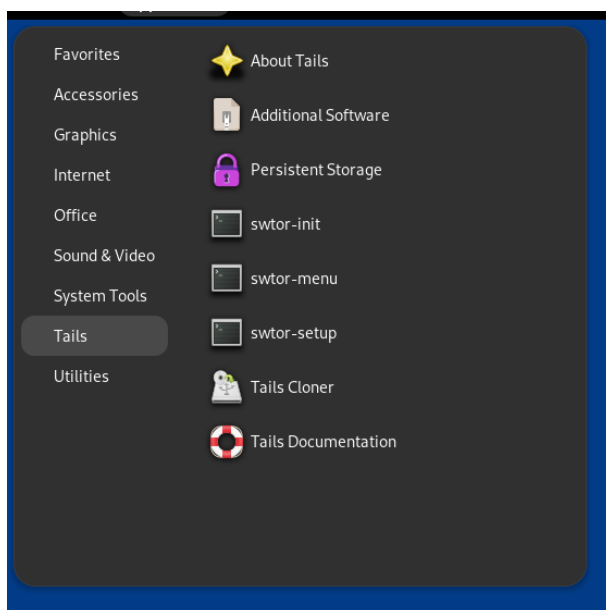 Favorites
Accessories
Graphics
Internet
Office
Sound & Video
System Tools
Tails
Utilities
About Tails
Additional Software
Persistent Storage
swtor-init
swtor-menu
swtor-setup
Tails Cloner
Tails Documentation